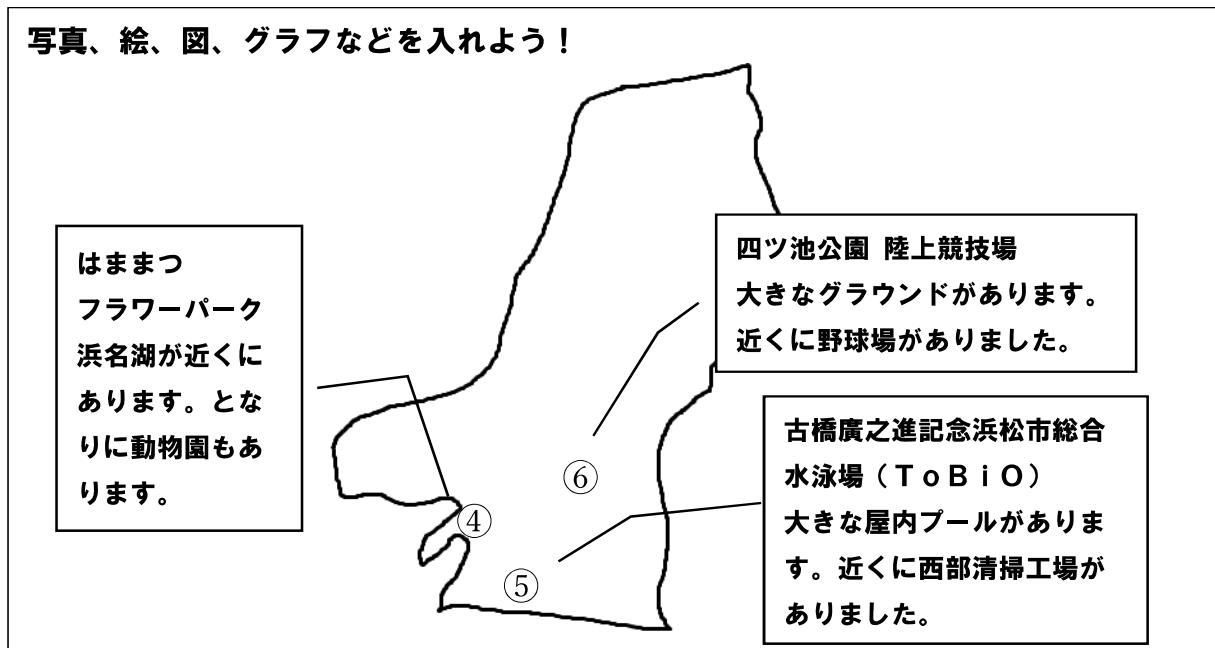 写真、絵、図、グラフなどを入れよう！
はままつ
フラワーパーク
浜名湖が近くに
あります。とな
りに動物園もあ
ります。
四ツ池公園 陸上競技場
大きなグラウンドがあります。
近くに野球場がありました。
古橋廣之進記念浜松市総合
水泳場（ＴｏＢｉＯ）
大きな屋内プールがありま
す。近くに西部清掃工場が
ありました。
⑥
④
⑤